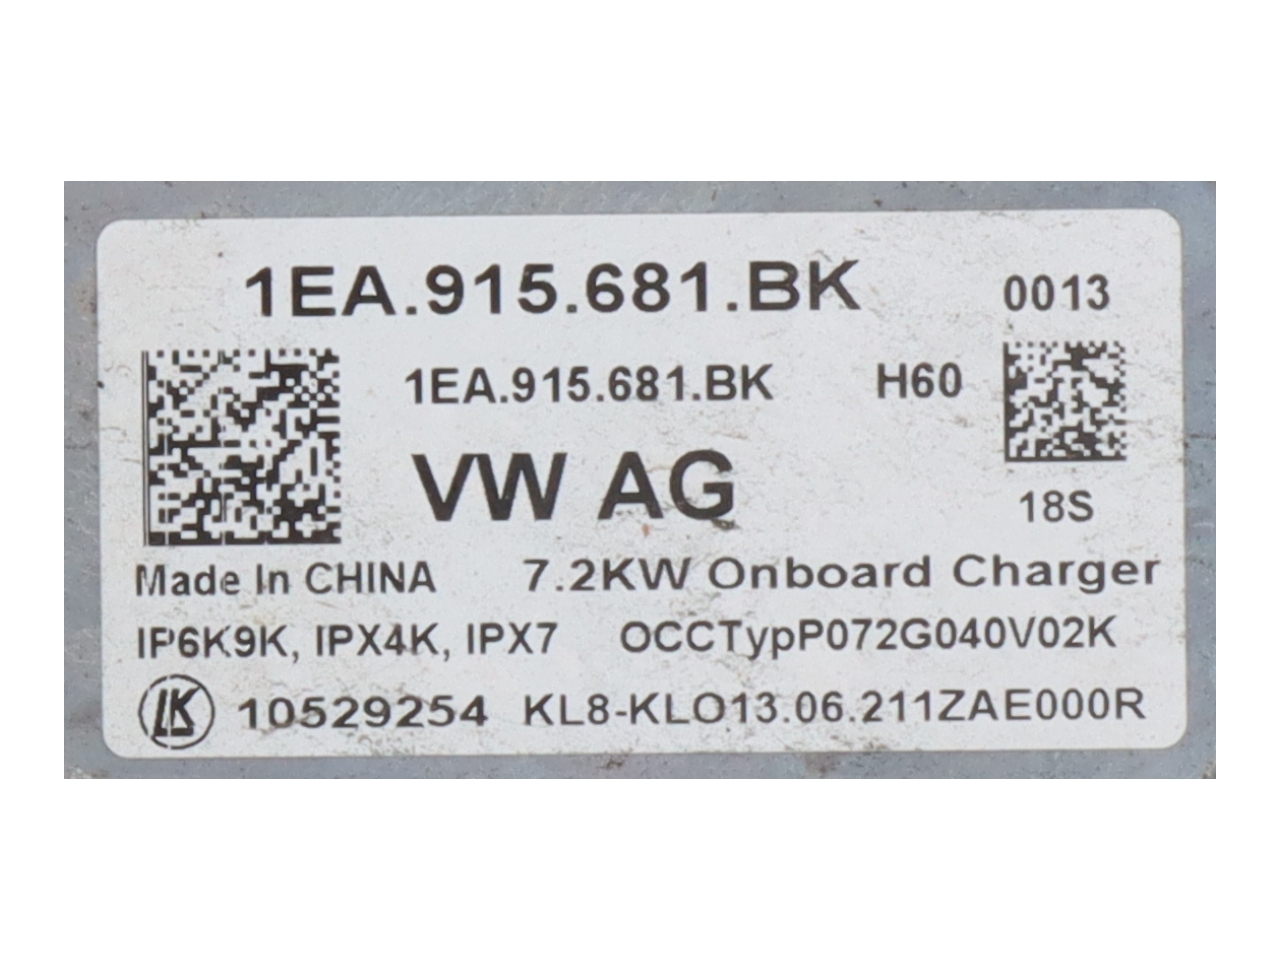 1EA.915.681.BK 0013
1EA.915.681.BK H60
VW AG 18S
Made In CHINA 7.2KW Onboard Charger
IP6K9K, IPX4K, IPX7 OCCTypP072G040V02K
LK 10529254 KL8-KLO13.06.211ZAE000R